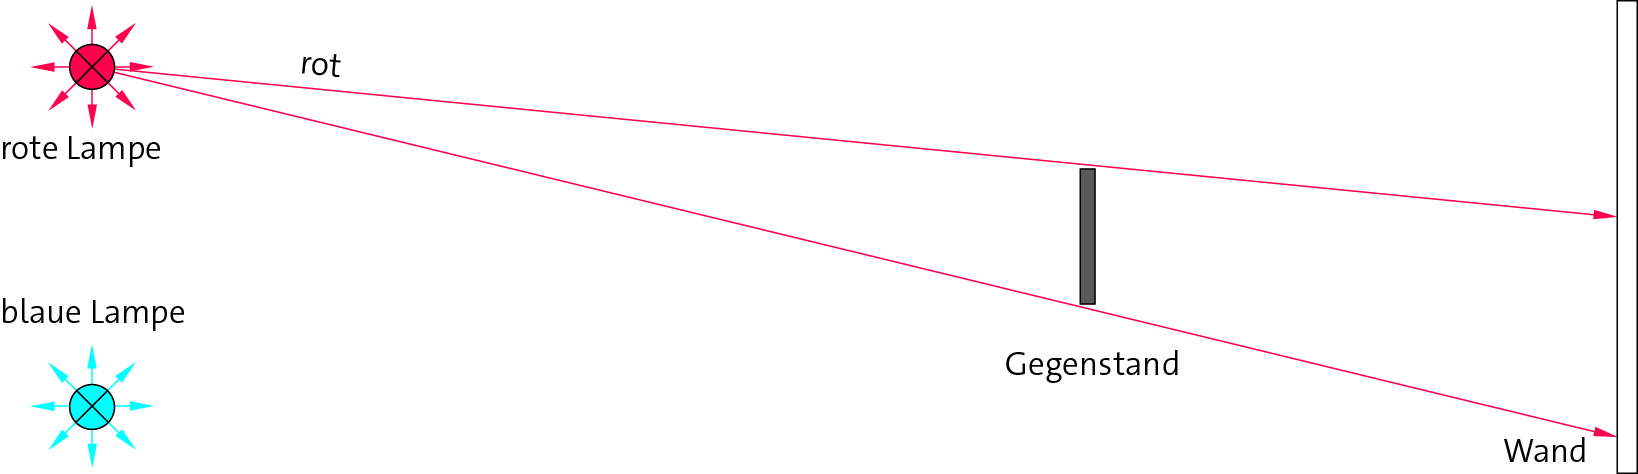 rot
rote Lampe
blaue Lampe
Gegenstand
Wand